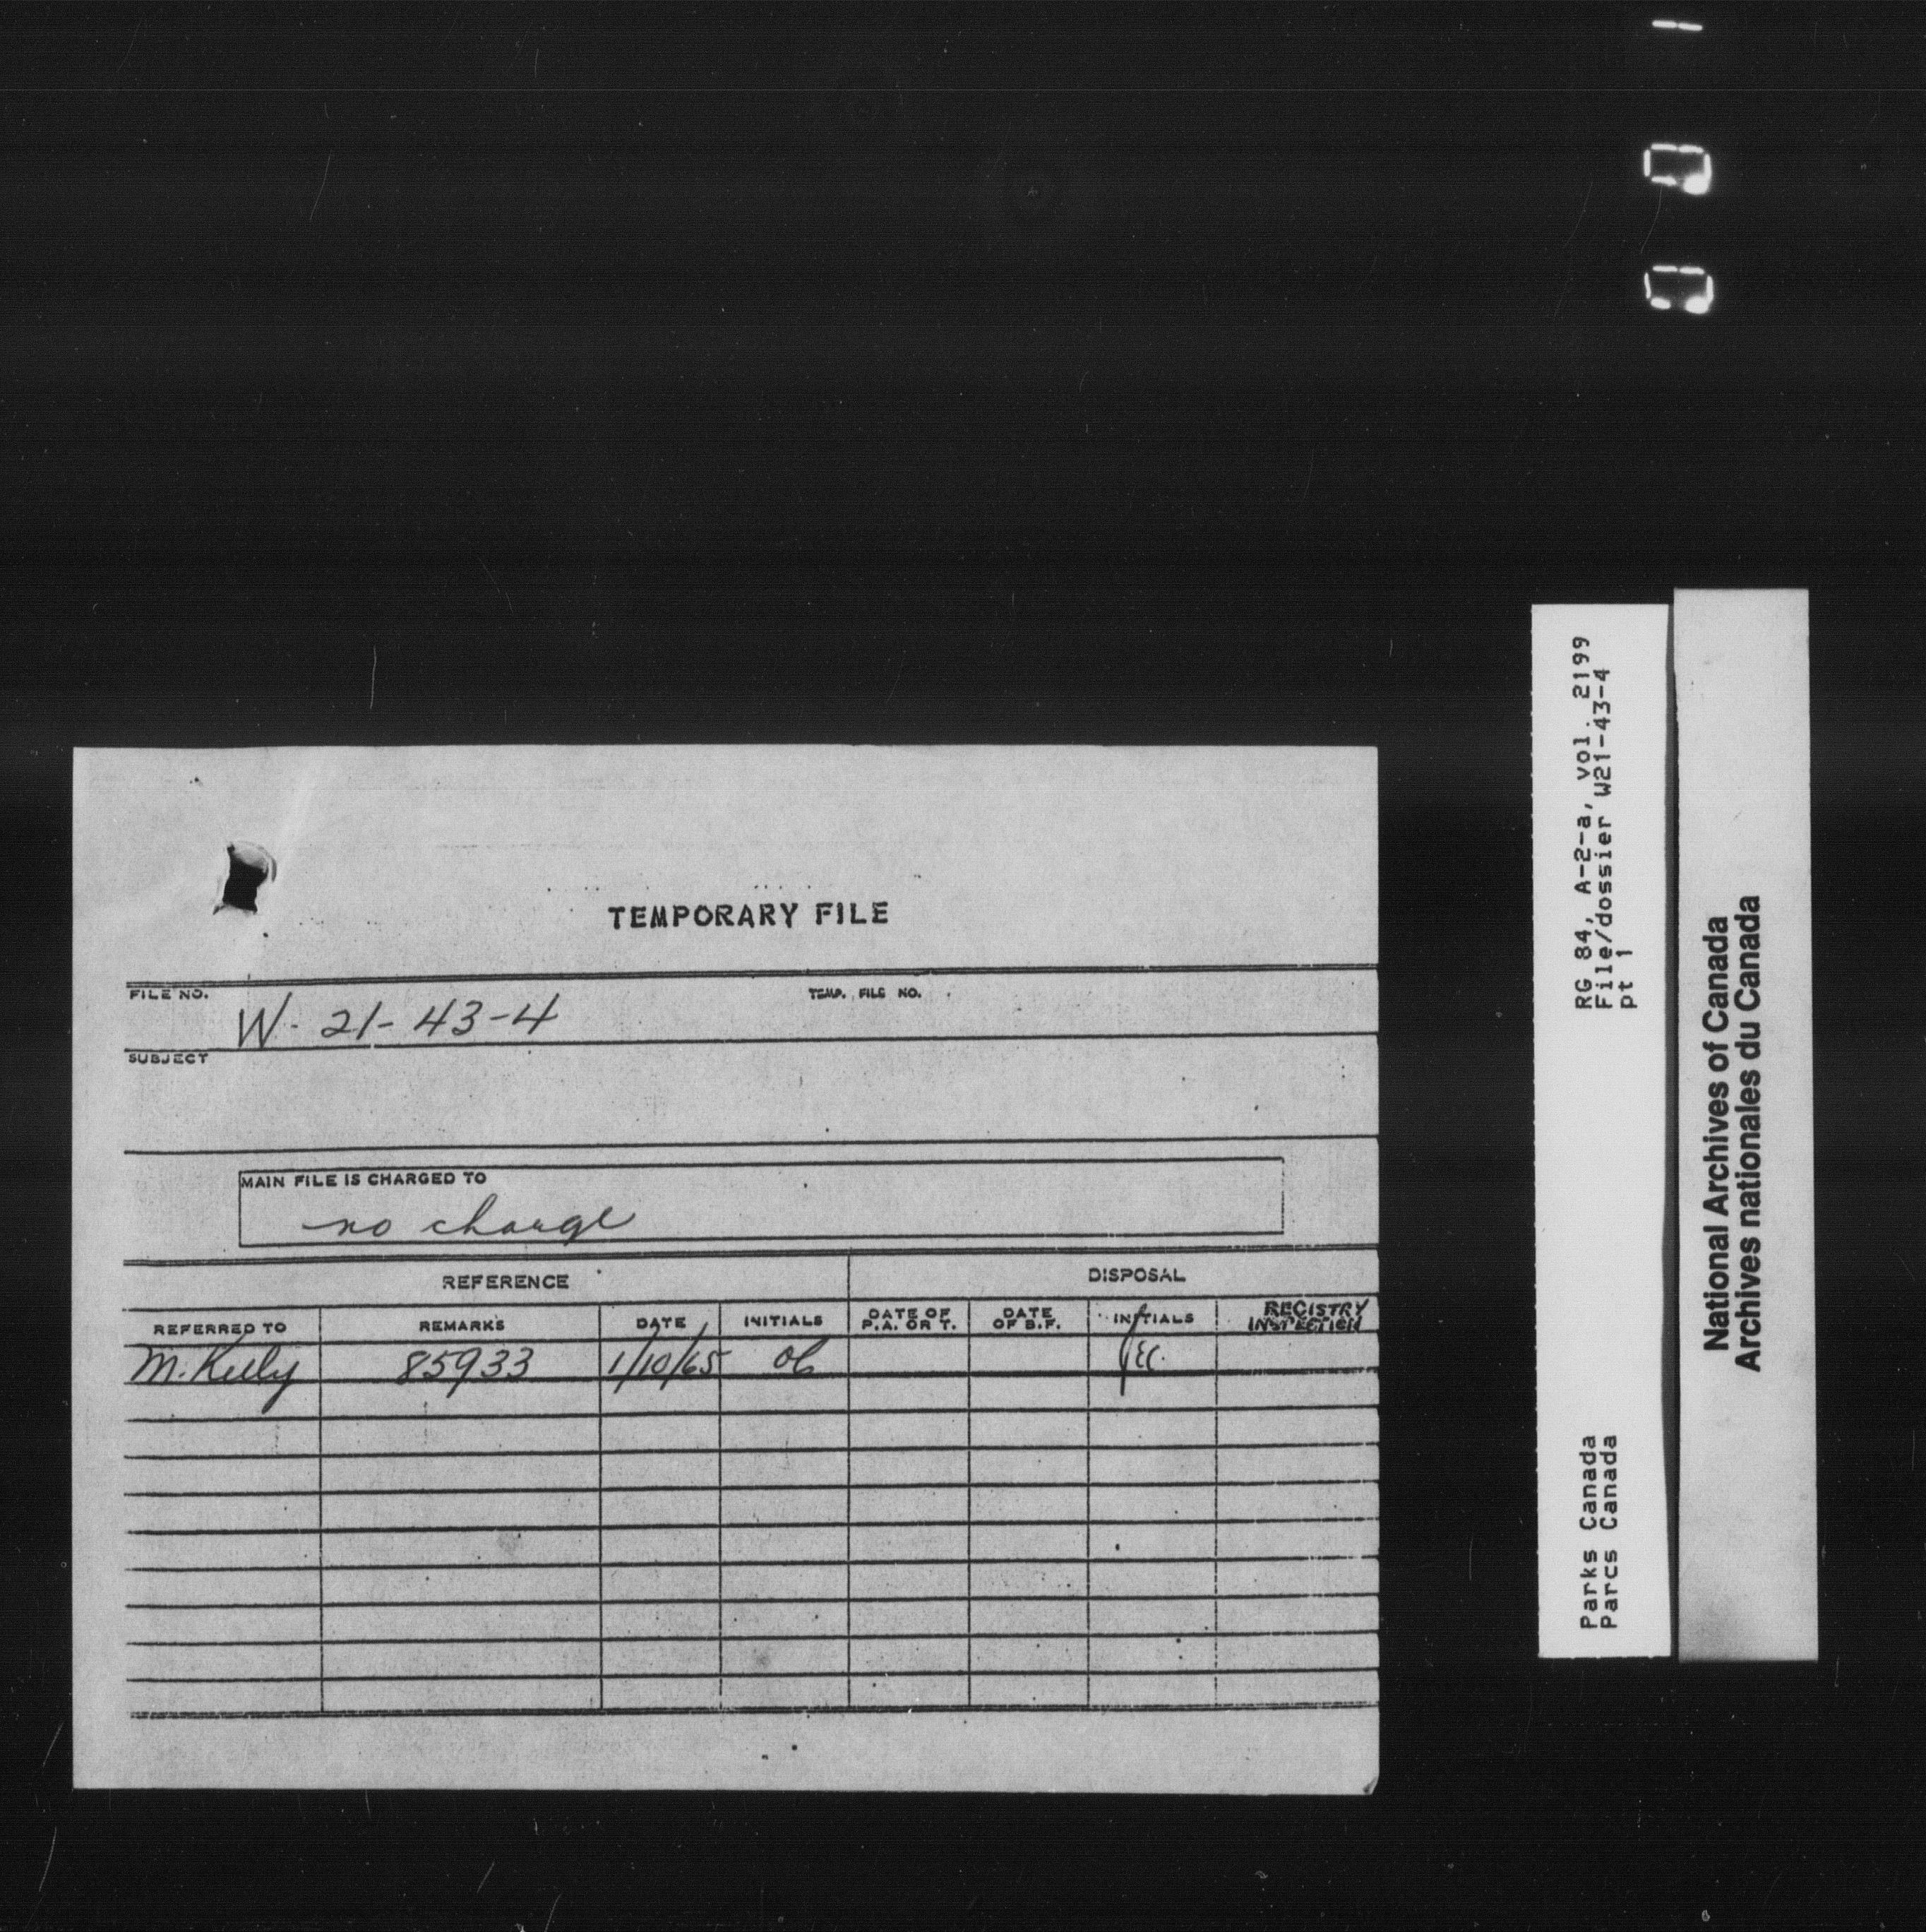 TEMPORARY FILE
FILE NO.
TEMP. FILE NO.
W- 21-43-4
SUBJECT
MAIN FILE IS CHARGED TO
no charge
REFERENCE
DISPOSAL
REFERRED TO
REMARKS
DATE
INITIALS
DATE OF
P.A. OR T.
DATE
OF B.F.
INITIALS
REGISTRY
INSPECTION
M. Kelly
85933
1/10/65
RG 84, A-2-a, vol. 2199
File/dossier W21-43-4
pt 1
Parks Canada
Parcs Canada
National Archives of Canada
Archives nationales du Canada